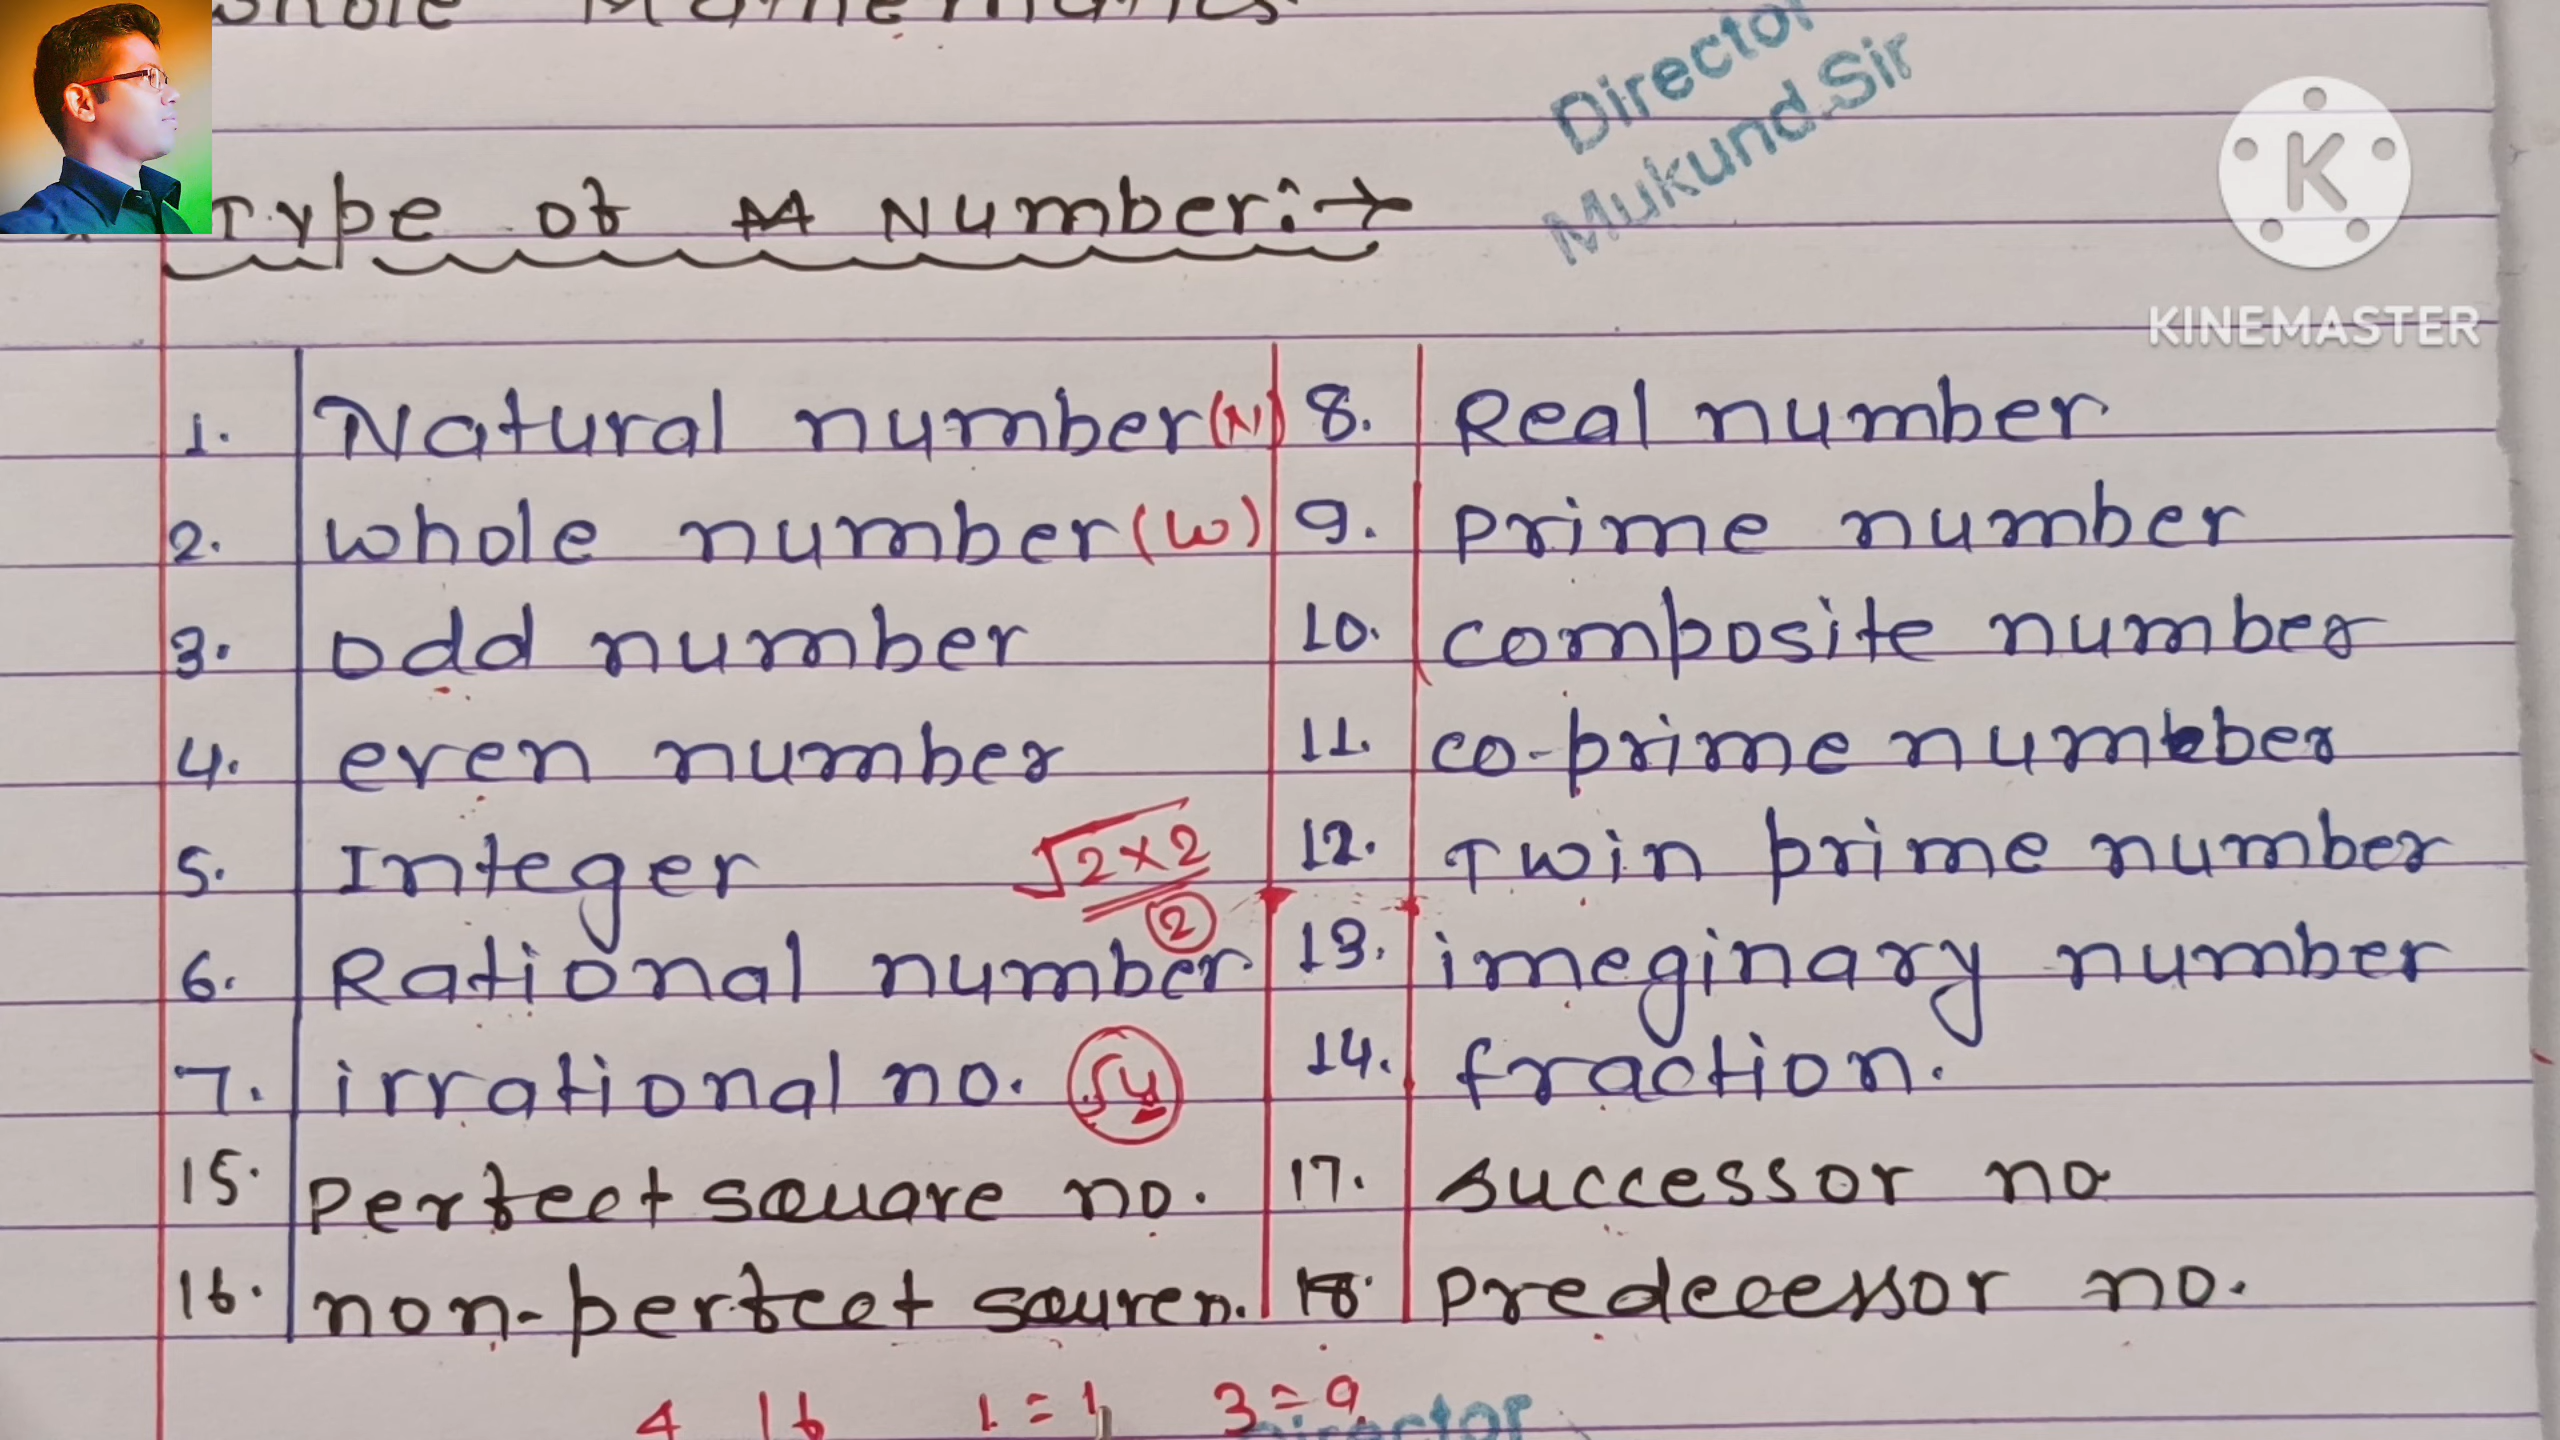 whole Mathematics
Director
Mukund Sir
Type of Number:→
K
KINEMASTER
1. Natural number(N) 8. Real number
2. whole number(W) 9. prime number
3. odd number 10. composite number
4. even number 11. co-prime number
5. Integer √2×2 12. Twin prime number
2
6. Rational number 13. imeginary number
7. irrational no. √4 14. fraction.
15. Perfect square no. 17. successor no
16. non-perfect squren. 18. Predecessor no.
4 16 1=1 3=9
Director